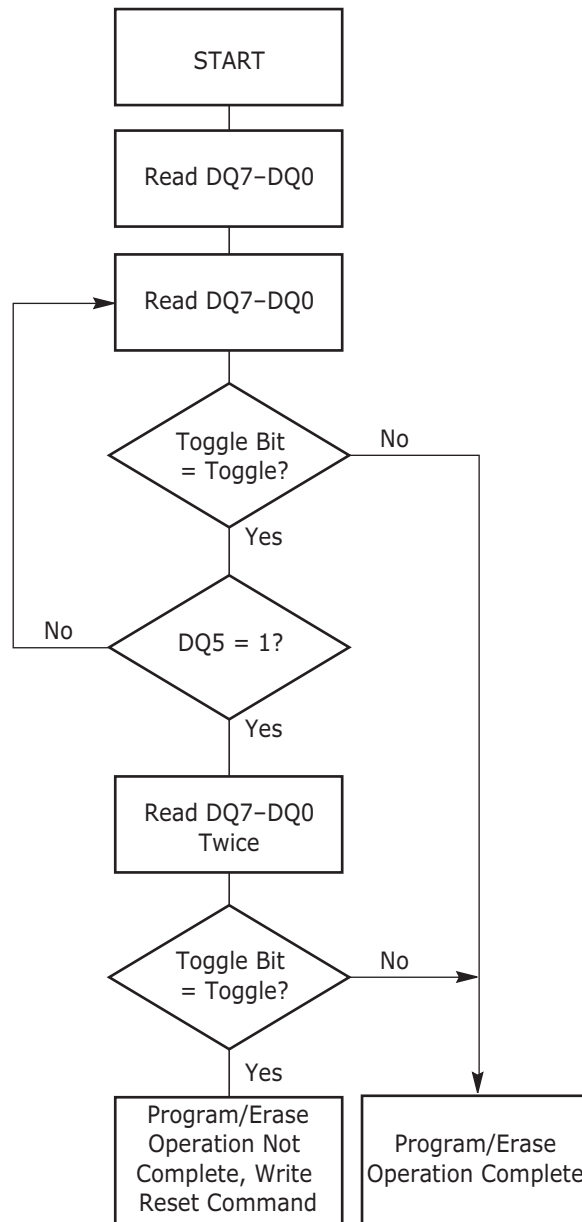 START
Read DQ7–DQ0
Read DQ7–DQ0
Toggle Bit
= Toggle?
No
Yes
No
DQ5 = 1?
Yes
Read DQ7–DQ0
Twice
Toggle Bit
= Toggle?
No
Yes
Program/Erase
Operation Not
Complete, Write
Reset Command
Program/Erase
Operation Complete